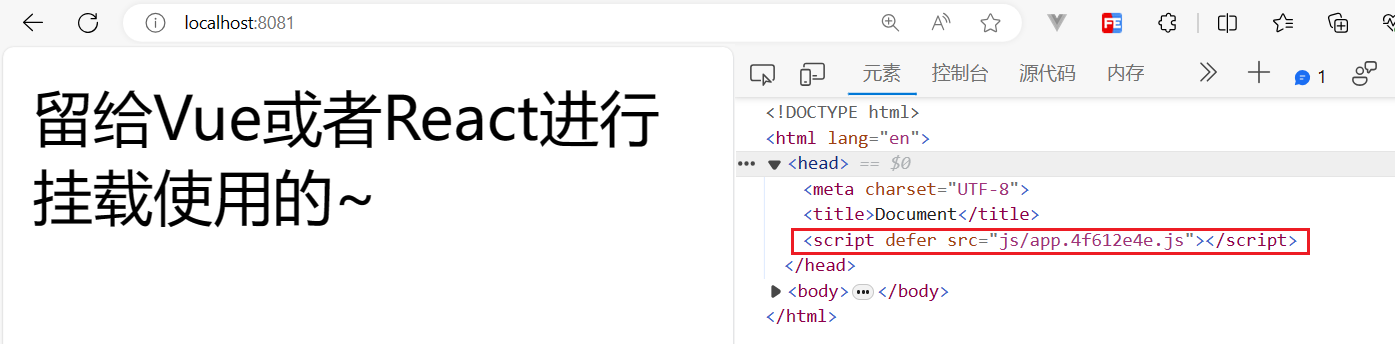 localhost:8081
留给Vue或者React进行
挂载使用的~
元素 控制台 源代码 内存 1
<!DOCTYPE html>
<html lang="en">
<head> == $0
<meta charset="UTF-8">
<title>Document</title>
<script defer src="js/app.4f612e4e.js"></script>
</head>
<body>…</body>
</html>